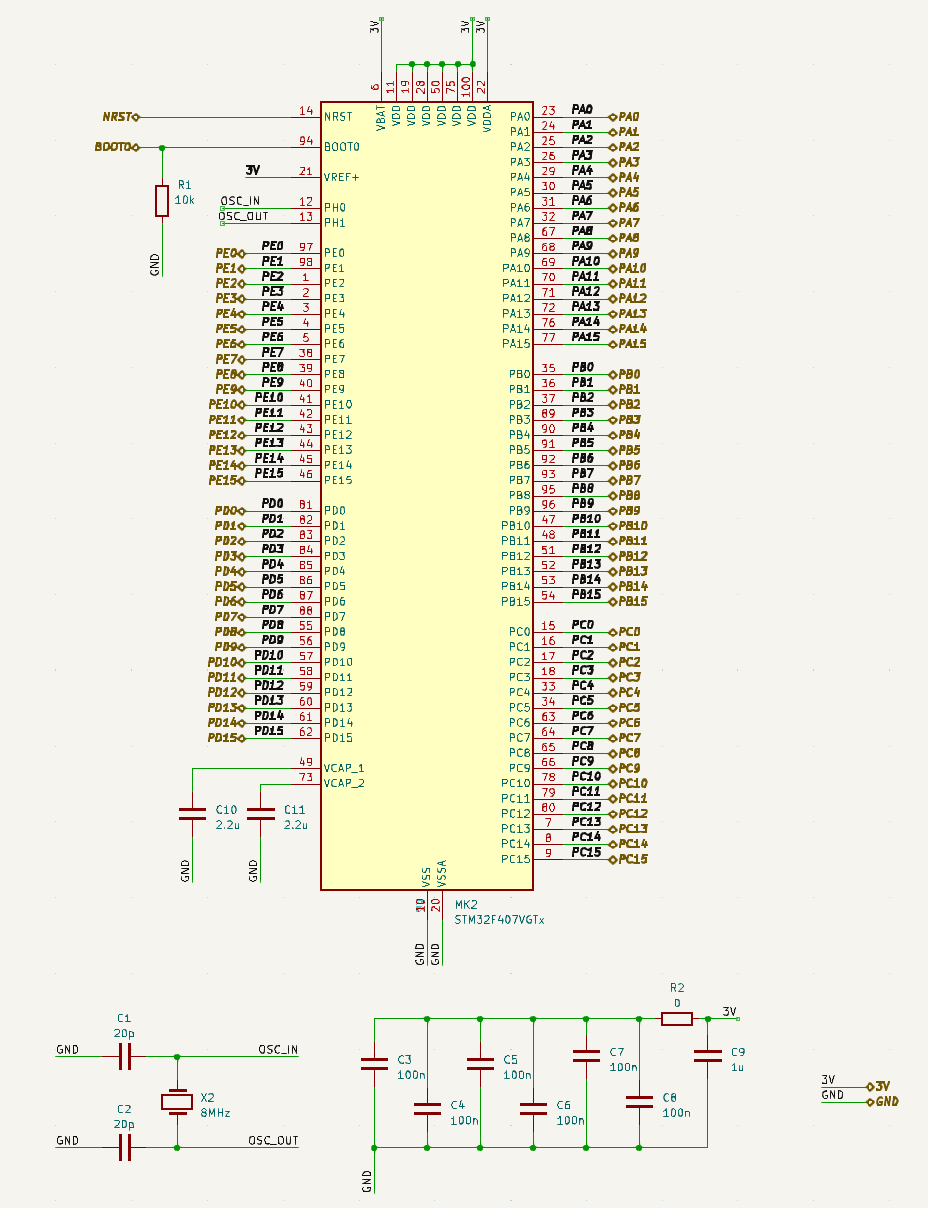 3V 3V 3V
6 11 19 28 50 75 100 22
VBAT VDD VDD VDD VDD VDD VDD VDDA
NRST 14 NRST
BOOT0 94 BOOT0
R1
10k
GND
3V 21 VREF+
OSC_IN 12 PH0
OSC_OUT 13 PH1
PE0 PE0 97 PE0
PE1 PE1 98 PE1
PE2 PE2 1 PE2
PE3 PE3 2 PE3
PE4 PE4 3 PE4
PE5 PE5 4 PE5
PE6 PE6 5 PE6
PE7 PE7 38 PE7
PE8 PE8 39 PE8
PE9 PE9 40 PE9
PE10 PE10 41 PE10
PE11 PE11 42 PE11
PE12 PE12 43 PE12
PE13 PE13 44 PE13
PE14 PE14 45 PE14
PE15 PE15 46 PE15
PD0 PD0 81 PD0
PD1 PD1 82 PD1
PD2 PD2 83 PD2
PD3 PD3 84 PD3
PD4 PD4 85 PD4
PD5 PD5 86 PD5
PD6 PD6 87 PD6
PD7 PD7 88 PD7
PD8 PD8 55 PD8
PD9 PD9 56 PD9
PD10 PD10 57 PD10
PD11 PD11 58 PD11
PD12 PD12 59 PD12
PD13 PD13 60 PD13
PD14 PD14 61 PD14
PD15 PD15 62 PD15
49 VCAP_1
73 VCAP_2
C10
2.2u
C11
2.2u
GND GND
PA0 23 PA0 PA0
PA1 24 PA1 PA1
PA2 25 PA2 PA2
PA3 26 PA3 PA3
PA4 29 PA4 PA4
PA5 30 PA5 PA5
PA6 31 PA6 PA6
PA7 32 PA7 PA7
PA8 67 PA8 PA8
PA9 68 PA9 PA9
PA10 69 PA10 PA10
PA11 70 PA11 PA11
PA12 71 PA12 PA12
PA13 72 PA13 PA13
PA14 76 PA14 PA14
PA15 77 PA15 PA15
PB0 35 PB0 PB0
PB1 36 PB1 PB1
PB2 37 PB2 PB2
PB3 89 PB3 PB3
PB4 90 PB4 PB4
PB5 91 PB5 PB5
PB6 92 PB6 PB6
PB7 93 PB7 PB7
PB8 95 PB8 PB8
PB9 96 PB9 PB9
PB10 47 PB10 PB10
PB11 48 PB11 PB11
PB12 51 PB12 PB12
PB13 52 PB13 PB13
PB14 53 PB14 PB14
PB15 54 PB15 PB15
PC0 15 PC0 PC0
PC1 16 PC1 PC1
PC2 17 PC2 PC2
PC3 18 PC3 PC3
PC4 33 PC4 PC4
PC5 34 PC5 PC5
PC6 63 PC6 PC6
PC7 64 PC7 PC7
PC8 65 PC8 PC8
PC9 66 PC9 PC9
PC10 78 PC10 PC10
PC11 79 PC11 PC11
PC12 80 PC12 PC12
PC13 7 PC13 PC13
PC14 8 PC14 PC14
PC15 9 PC15 PC15
VSS VSSA
20
GND GND
MK2
STM32F407VGTx
C1
20p
GND OSC_IN
X2
8MHz
C2
20p
GND OSC_OUT
R2
0
3V
C3
100n
C4
100n
C5
100n
C6
100n
C7
100n
C8
100n
C9
1u
GND
3V 3V
GND GND